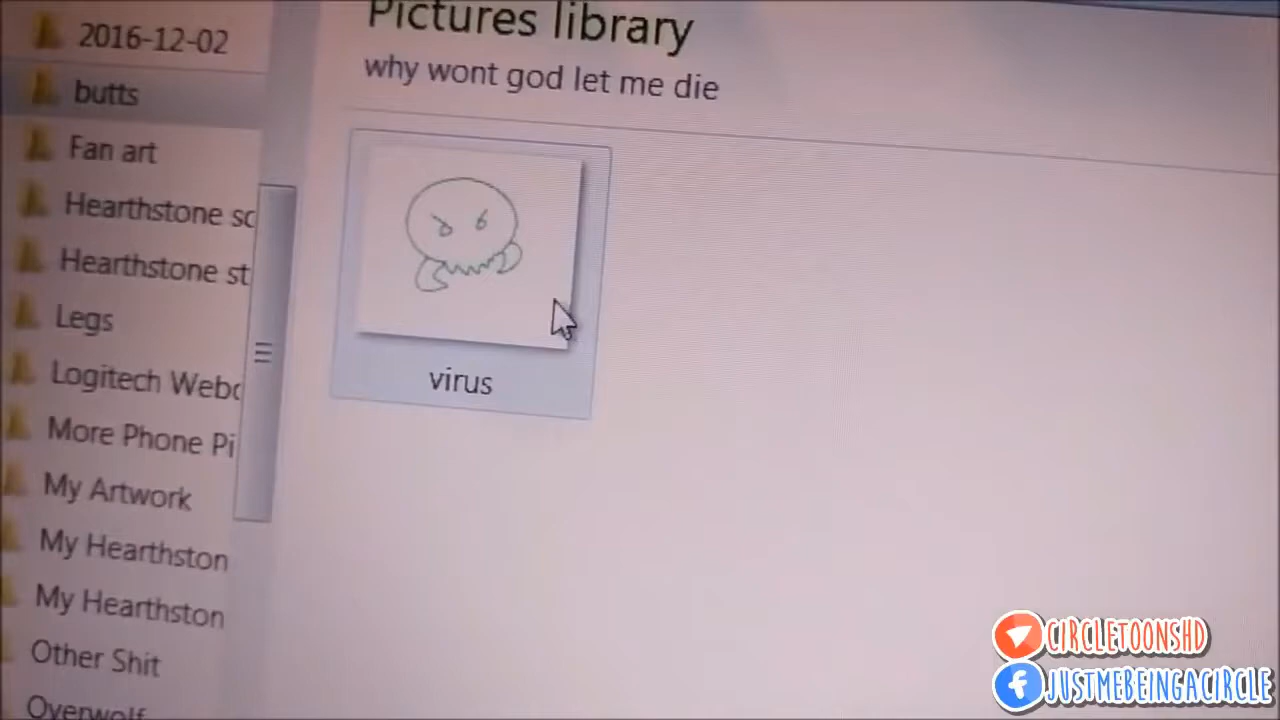 2016-12-02
butts
Fan art
Hearthstone sc
Hearthstone st
Legs
Logitech Webc
More Phone Pi
My Artwork
My Hearthston
My Hearthston
Other Shit
Overwolf
Pictures library
why wont god let me die
virus
CIRCLETOONSHD
JUSTMEBEINGACIRCLE